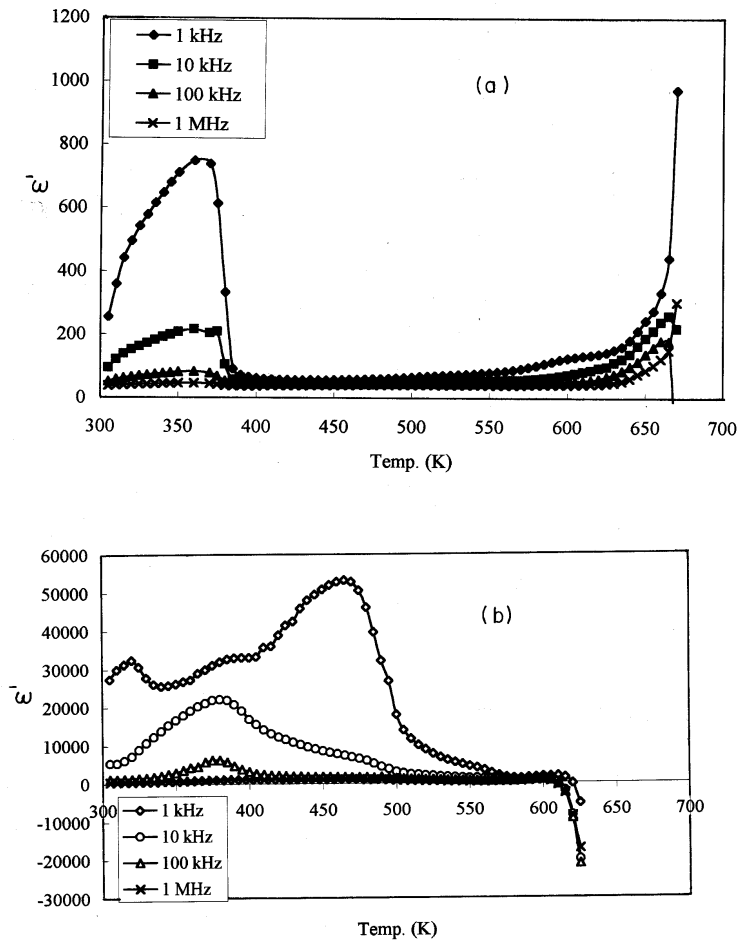 1200
1000
800
600
400
200
0
ε'
1 kHz
10 kHz
100 kHz
1 MHz
(a)
300 350 400 450 500 550 600 650 700
Temp. (K)
60000
50000
40000
30000
20000
10000
0
-10000
-20000
-30000
ε'
(b)
300 350 400 450 500 550 600 650 700
1 kHz
10 kHz
100 kHz
1 MHz
Temp. (K)